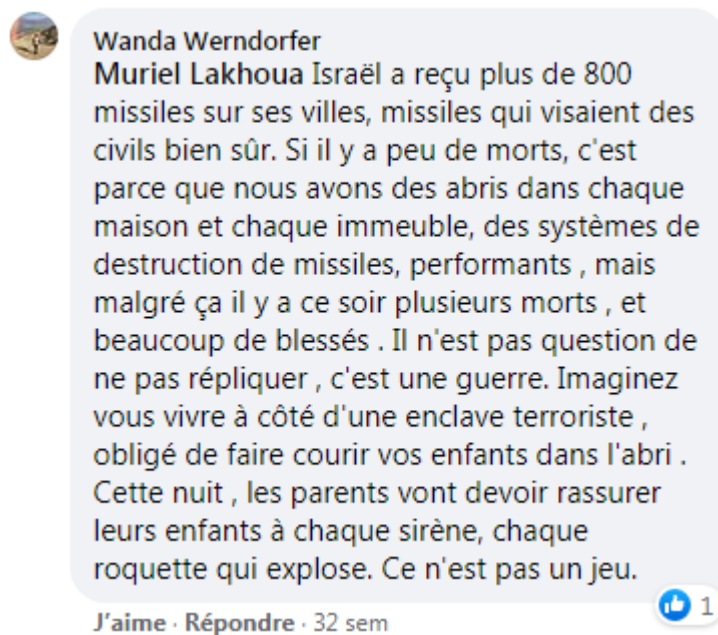 Wanda Werndorfer
Muriel Lakhoua Israël a reçu plus de 800
missiles sur ses villes, missiles qui visaient des
civils bien sûr. Si il y a peu de morts, c'est
parce que nous avons des abris dans chaque
maison et chaque immeuble, des systèmes de
destruction de missiles, performants , mais
malgré ça il y a ce soir plusieurs morts , et
beaucoup de blessés . Il n'est pas question de
ne pas répliquer , c'est une guerre. Imaginez
vous vivre à côté d'une enclave terroriste ,
obligé de faire courir vos enfants dans l'abri .
Cette nuit , les parents vont devoir rassurer
leurs enfants à chaque sirène, chaque
roquette qui explose. Ce n'est pas un jeu.
1
J'aime · Répondre · 32 sem